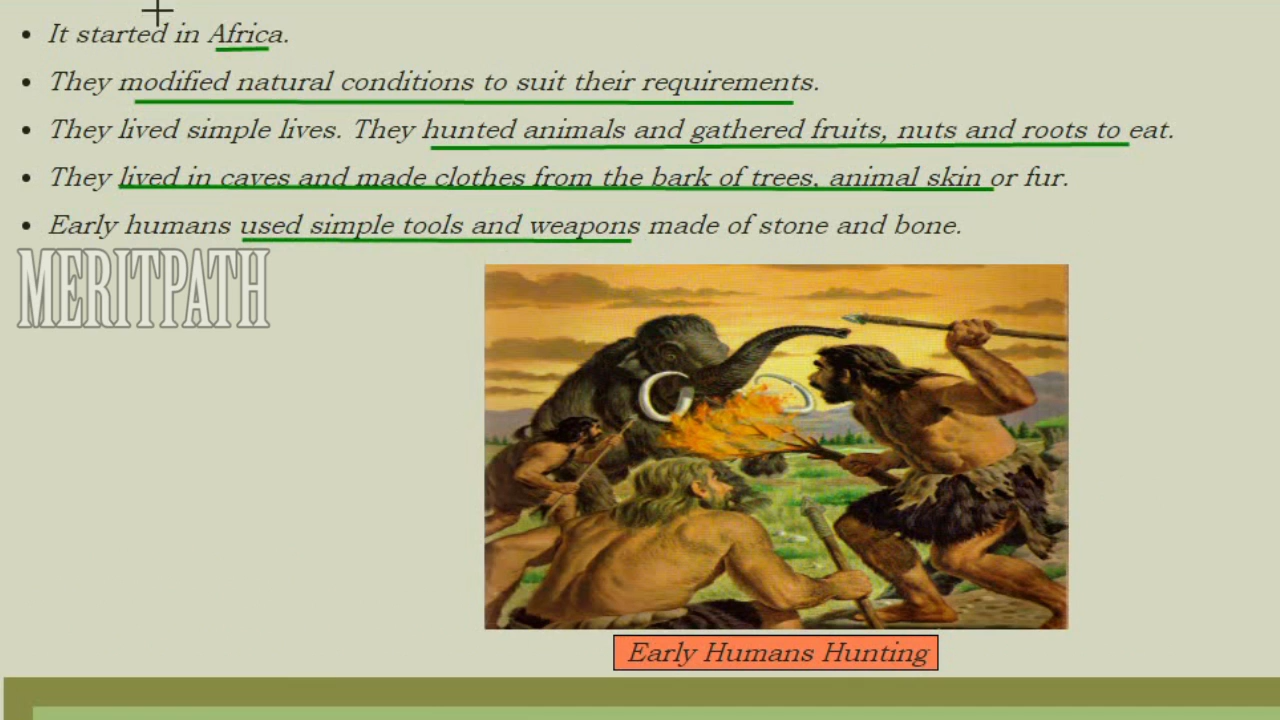 It started in Africa.
They modified natural conditions to suit their requirements.
They lived simple lives. They hunted animals and gathered fruits, nuts and roots to eat.
They lived in caves and made clothes from the bark of trees, animal skin or fur.
Early humans used simple tools and weapons made of stone and bone.
MERITPATH
Early Humans Hunting